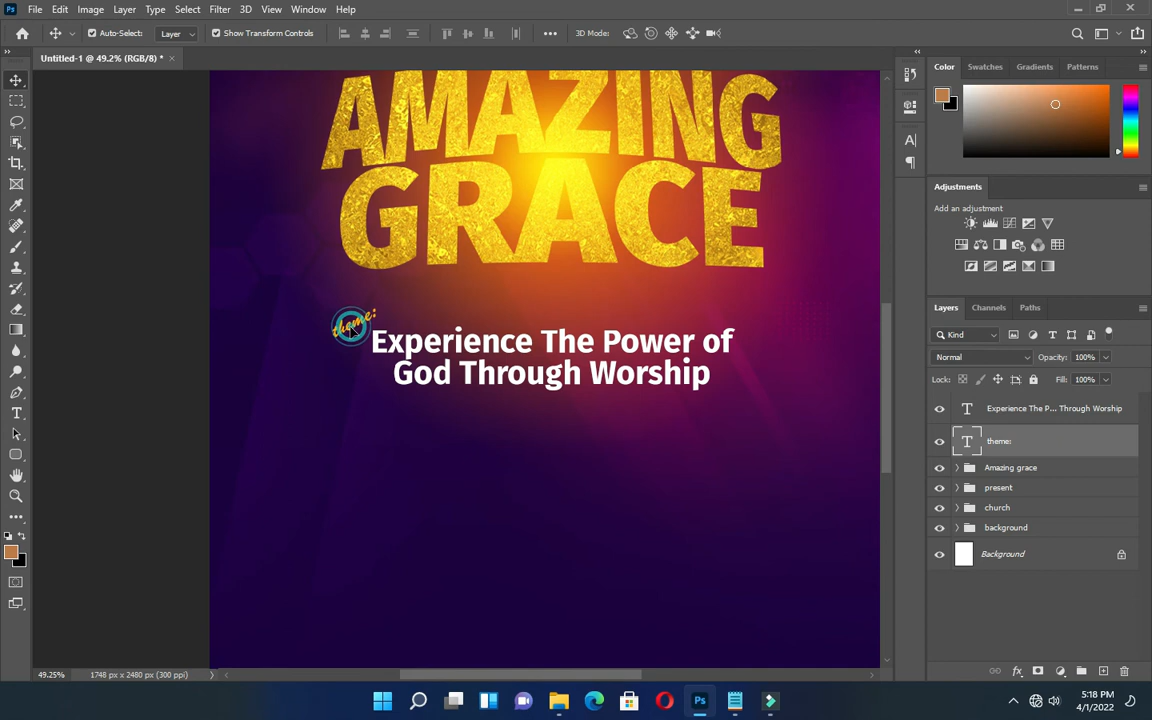 Ps File Edit Image Layer Type Select Filter 3D View Window Help
Auto-Select: Layer Show Transform Controls 3D Mode:
Untitled-1 @ 49.2% (RGB/8) *
AMAZING
GRACE
theme:
Experience The Power of
God Through Worship
Color Swatches Gradients Patterns
Adjustments
Add an adjustment
Layers Channels Paths
Kind
Normal Opacity: 100%
Lock: Fill: 100%
T Experience The P... Through Worship
T theme:
Amazing grace
present
church
background
Background
49.25% 1748 px x 2480 px (300 ppi)
5:18 PM
4/1/2022